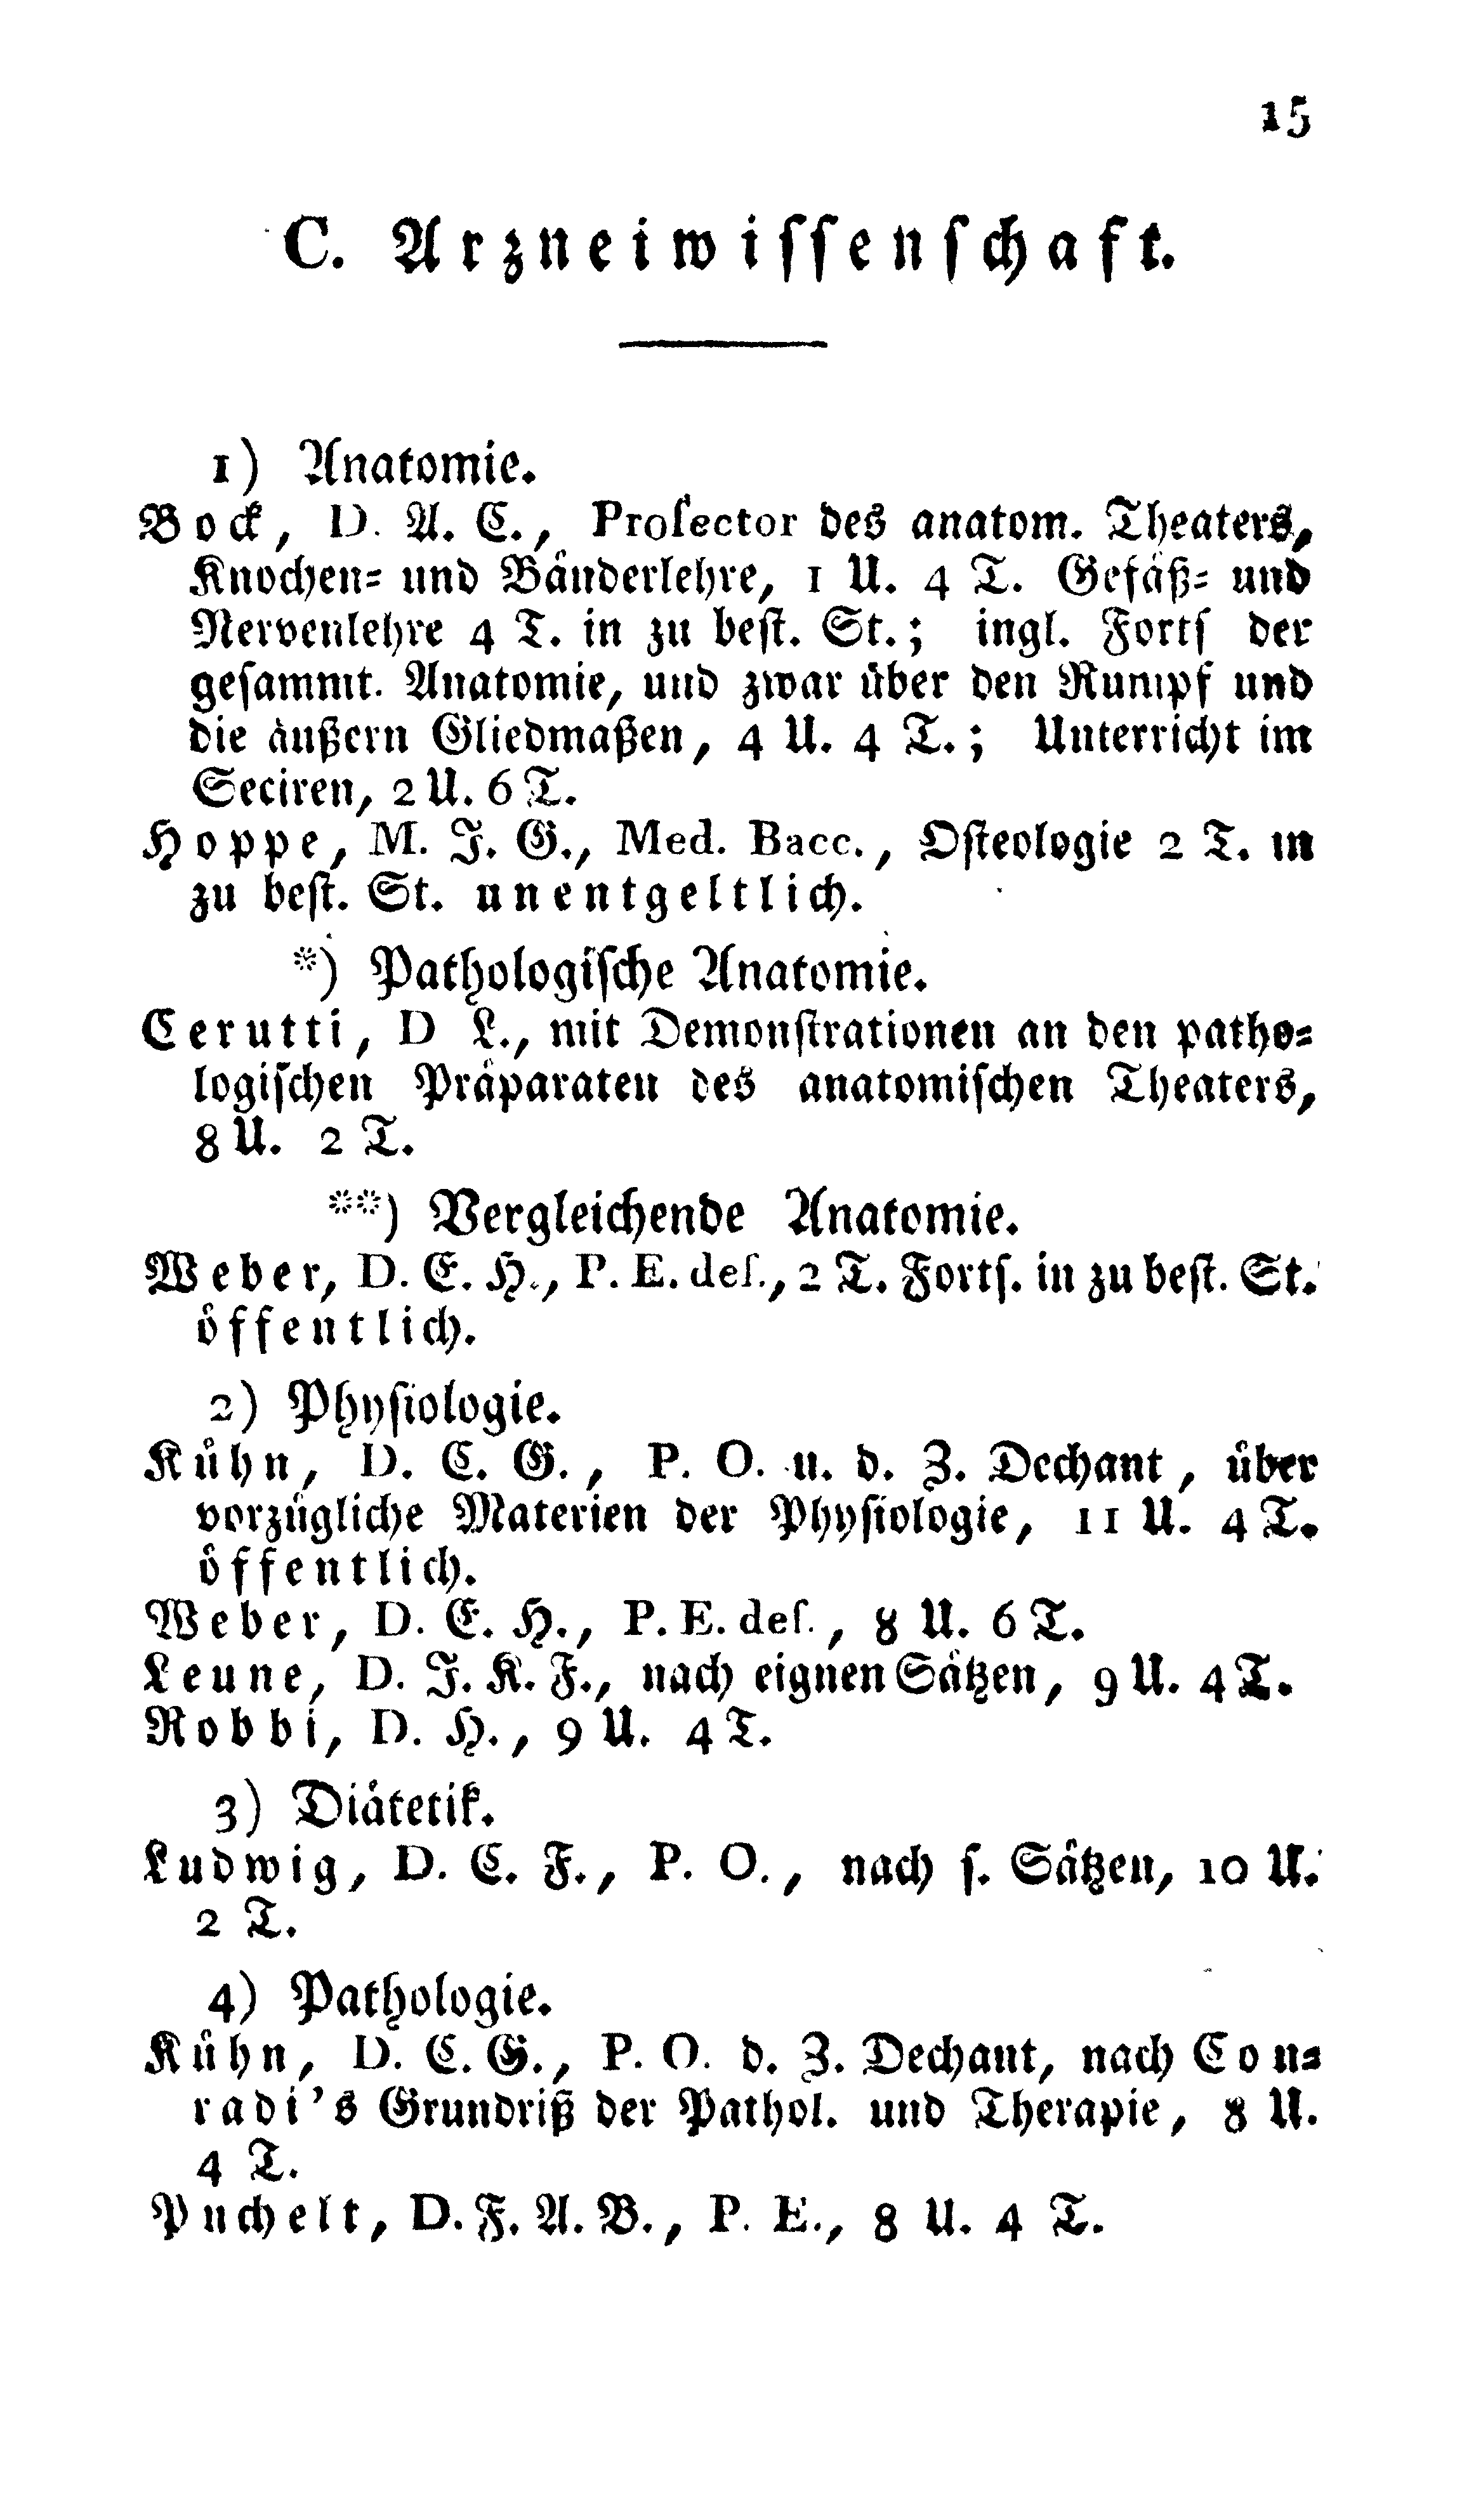 15
C. Arzneiwiſſenſchaft.
1) Anatomie.
Bock, D. A. C., Proſector des anatom. Theaters,
Knochen= und Bänderlehre, 1 U. 4 T. Gefäß= und
Nervenlehre 4 T. in zu beſt. St.; ingl. Fortſ der
geſammt. Anatomie, und zwar über den Rumpf und
die äußern Gliedmaßen, 4 U. 4 T.; Unterricht im
Seciren, 2 U. 6 T.
Hoppe, M. J. G., Med. Bacc., Oſteologie 2 T. in
zu beſt. St. unentgeltlich.
*) Pathologiſche Anatomie.
Cerutti, D L., mit Demonſtrationen an den patho=
logiſchen Präparaten des anatomiſchen Theaters,
8 U. 2 T.
**) Vergleichende Anatomie.
Weber, D. E. H., P. E. deſ., 2 T. Fortſ. in zu beſt. St.
öffentlich.
2) Phyſiologie.
Kühn, D. C. G., P. O. u. d. Z. Dechant, über
vorzügliche Materien der Phyſiologie, 11 U. 4 T.
öffentlich.
Weber, D. E. H., P. E. deſ., 8 U. 6 T.
Leune, D. J. K. F., nach eignen Sätzen, 9 U. 4 T.
Robbi, D. H., 9 U. 4 T.
3) Diätetik.
Ludwig, D. C. F., P. O., nach ſ. Sätzen, 10 U.
2 T.
4) Pathologie.
Kühn, D. C. G., P. O. d. Z. Dechant, nach Con=
radi's Grundriß der Pathol. und Therapie, 8 U.
4 T.
Puchelt, D. F. A. B., P. E., 8 U. 4 T.